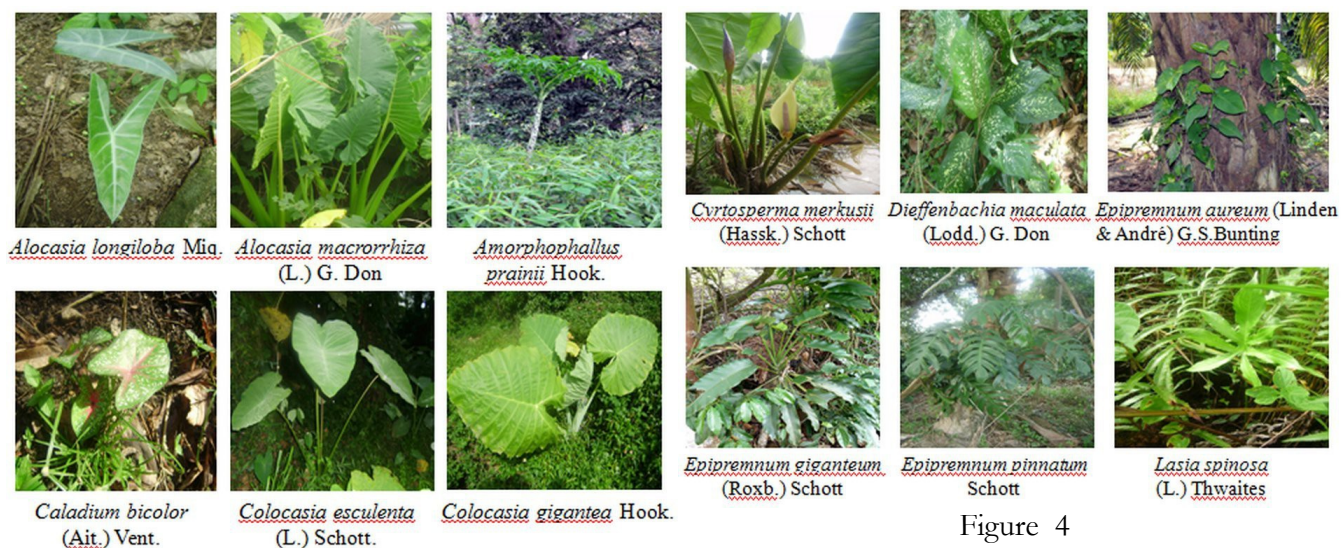 Alocasia longiloba Miq.
Alocasia macrorrhiza
(L.) G. Don
Amorphophallus
prainii Hook.
Cyrtosperma merkusii
(Hassk.) Schott
Dieffenbachia maculata
(Lodd.) G. Don
Epipremnum aureum (Linden
& André) G.S.Bunting
Caladium bicolor
(Ait.) Vent.
Colocasia esculenta
(L.) Schott.
Colocasia gigantea Hook.
Epipremnum giganteum
(Roxb.) Schott
Epipremnum pinnatum
Schott
Lasia spinosa
(L.) Thwaites
Figure 4